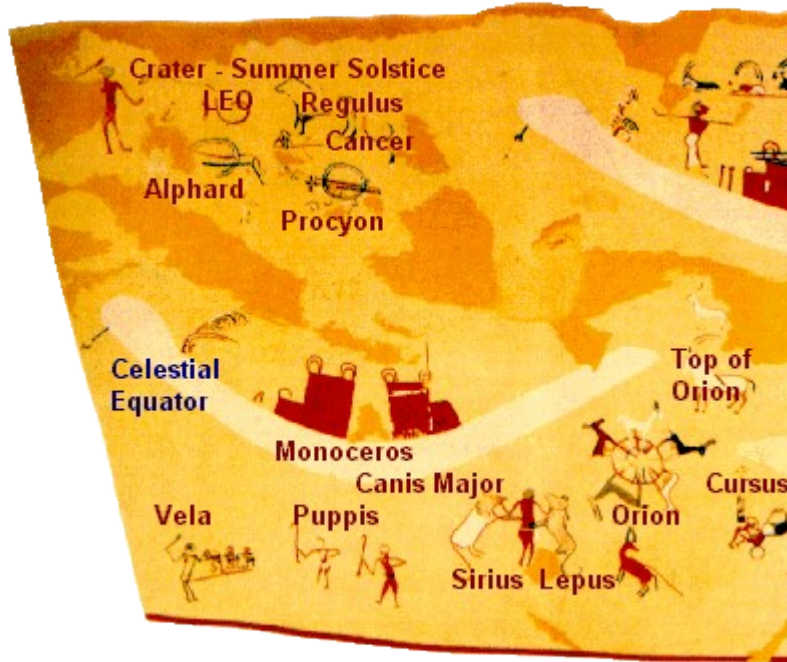 Crater - Summer Solstice
LEO Regulus
Cancer
Alphard
Procyon
Celestial
Equator
Top of
Orion
Monoceros
Canis Major
Cursus
Vela
Puppis
Orion
Sirius Lepus